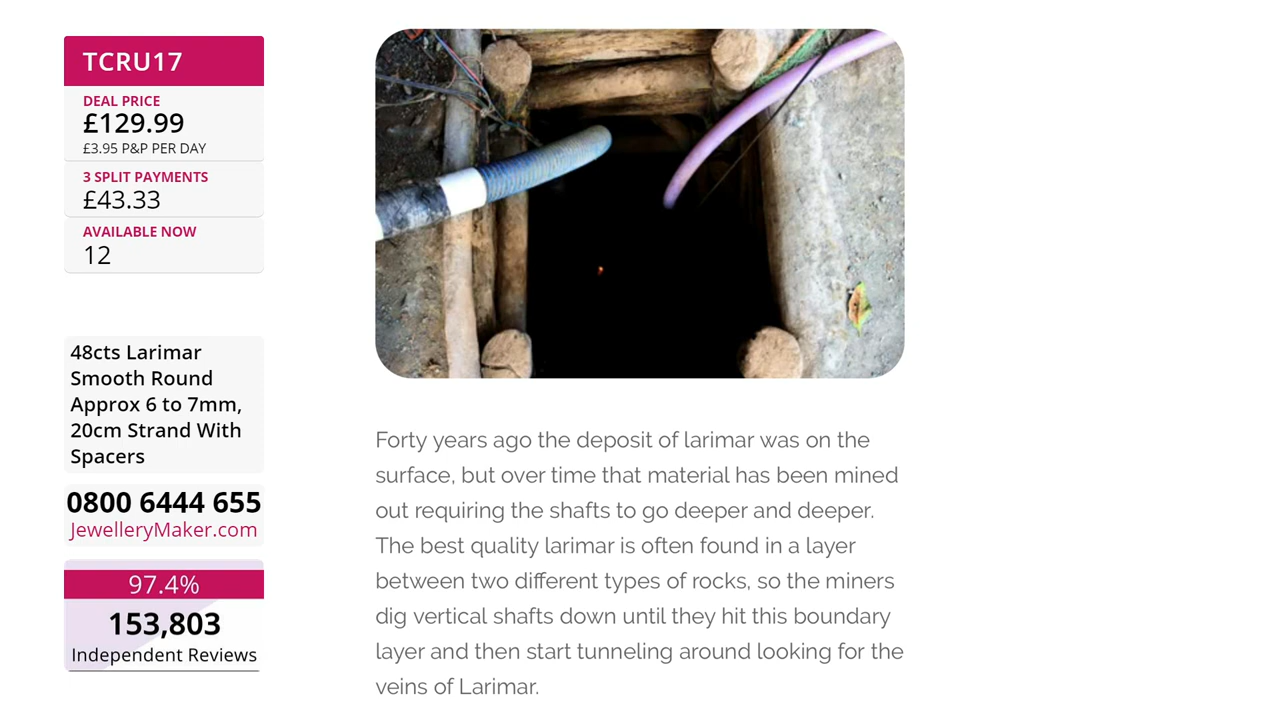 TCRU17
DEAL PRICE
£129.99
£3.95 P&P PER DAY
3 SPLIT PAYMENTS
£43.33
AVAILABLE NOW
12
48cts Larimar
Smooth Round
Approx 6 to 7mm,
20cm Strand With
Spacers
0800 6444 655
JewelleryMaker.com
97.4%
153,803
Independent Reviews
Forty years ago the deposit of larimar was on the
surface, but over time that material has been mined
out requiring the shafts to go deeper and deeper.
The best quality larimar is often found in a layer
between two different types of rocks, so the miners
dig vertical shafts down until they hit this boundary
layer and then start tunneling around looking for the
veins of Larimar.